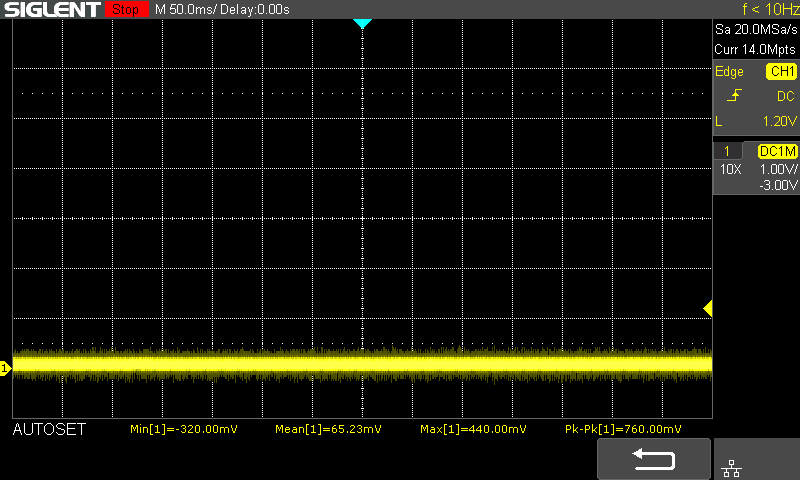 SIGLENT Stop M 50.0ms/ Delay:0.00s f < 10Hz
Sa 20.0MSa/s
Curr 14.0Mpts
Edge CH1
DC
L 1.20V
1 DC1M
10X 1.00V/
-3.00V
1
AUTOSET Min[1]=-320.00mV Mean[1]=65.23mV Max[1]=440.00mV Pk-Pk[1]=760.00mV